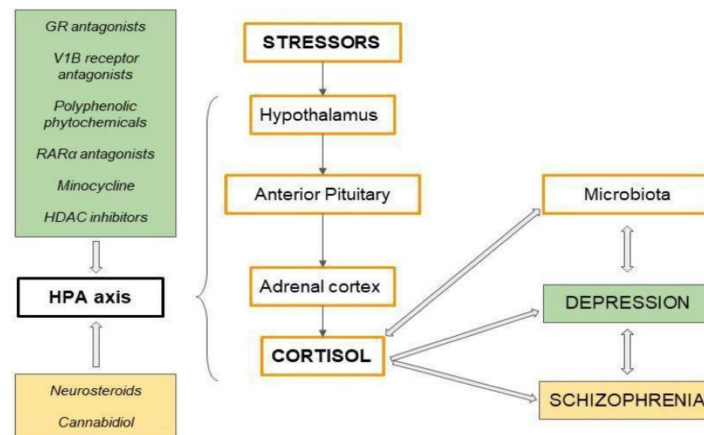 GR antagonists
V1B receptor
antagonists
Polyphenolic
phytochemicals
RARα antagonists
Minocycline
HDAC inhibitors
HPA axis
Neurosteroids
Cannabidiol
STRESSORS
Hypothalamus
Anterior Pituitary
Adrenal cortex
CORTISOL
Microbiota
DEPRESSION
SCHIZOPHRENIA